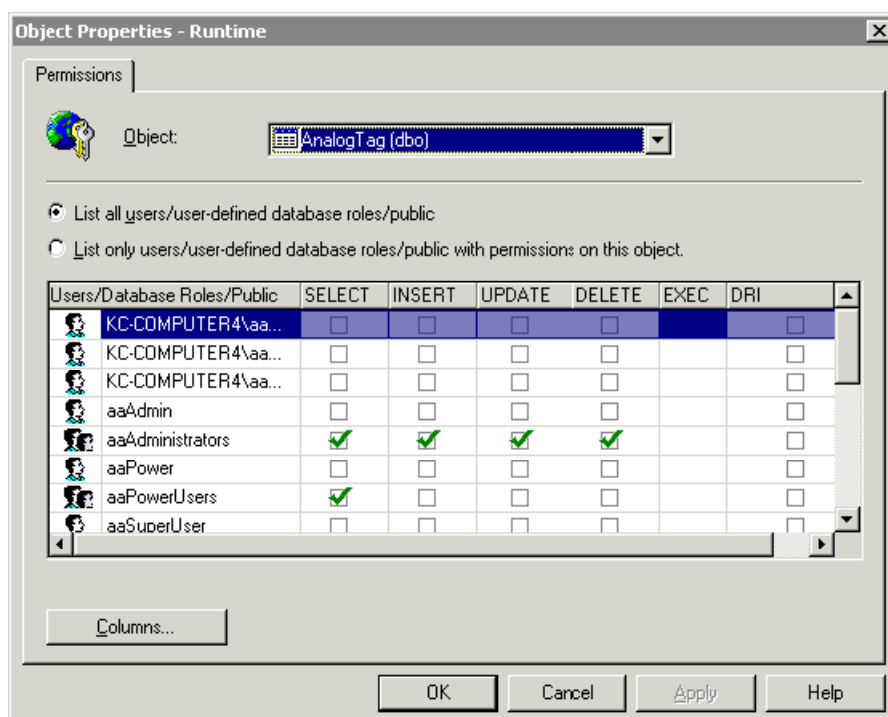 Object Properties - Runtime
Permissions
Object: AnalogTag (dbo)
List all users/user-defined database roles/public
List only users/user-defined database roles/public with permissions on this object.
Users/Database Roles/Public SELECT INSERT UPDATE DELETE EXEC DRI
KC-COMPUTER4\aa...
KC-COMPUTER4\aa...
KC-COMPUTER4\aa...
aaAdmin
aaAdministrators
aaPower
aaPowerUsers
aaSuperUser
Columns...
OK Cancel Apply Help